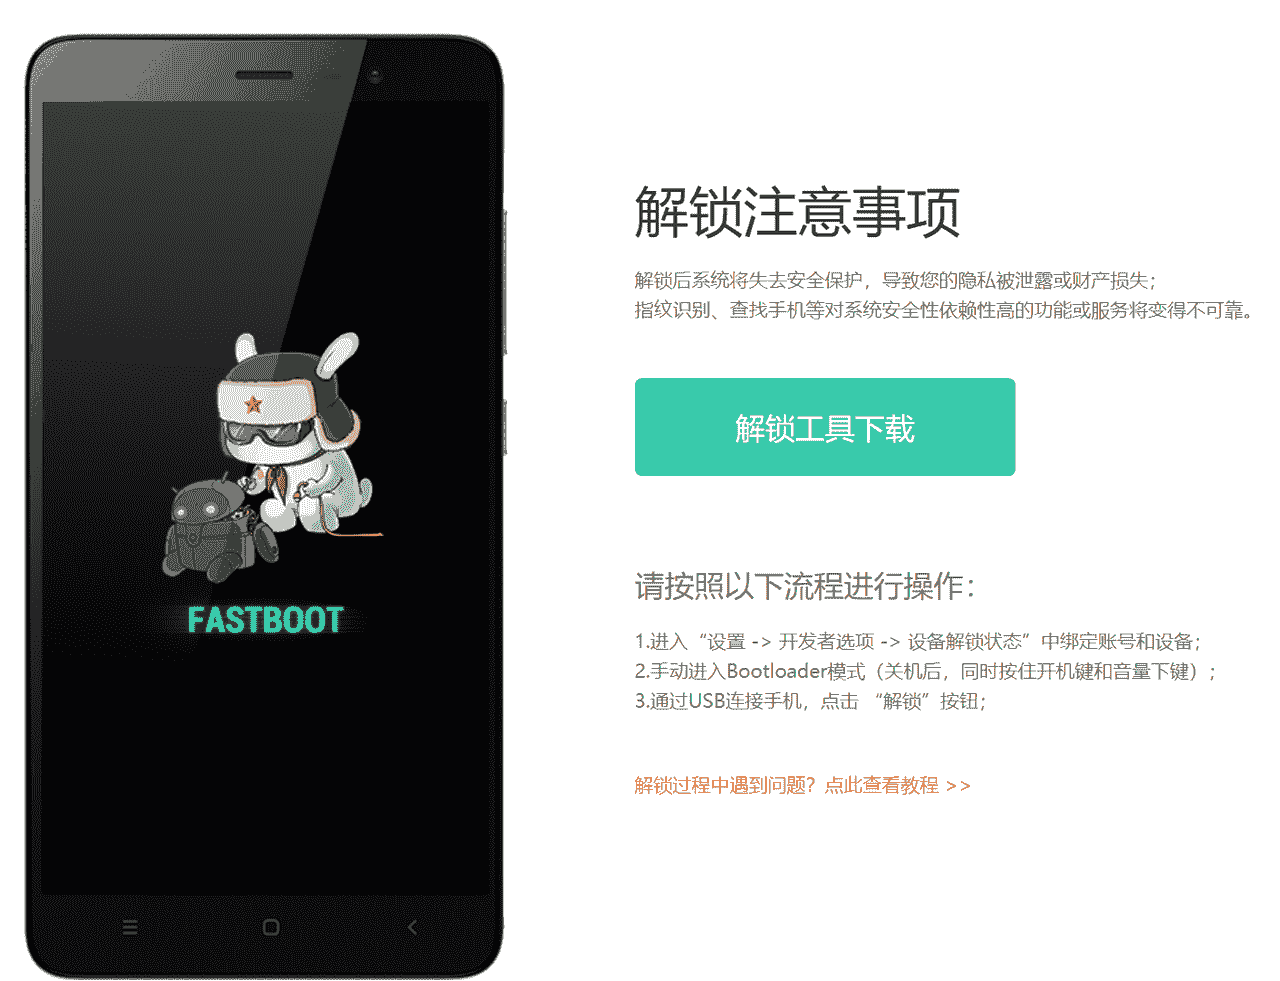 FASTBOOT
解锁注意事项
解锁后系统将失去安全保护，导致您的隐私被泄露或财产损失；
指纹识别、查找手机等对系统安全性依赖性高的功能或服务将变得不可靠。
解锁工具下载
请按照以下流程进行操作：
1.进入“设置 -> 开发者选项 -> 设备解锁状态”中绑定账号和设备；
2.手动进入Bootloader模式（关机后，同时按住开机键和音量下键）；
3.通过USB连接手机，点击 “解锁”按钮；
解锁过程中遇到问题？点此查看教程 >>